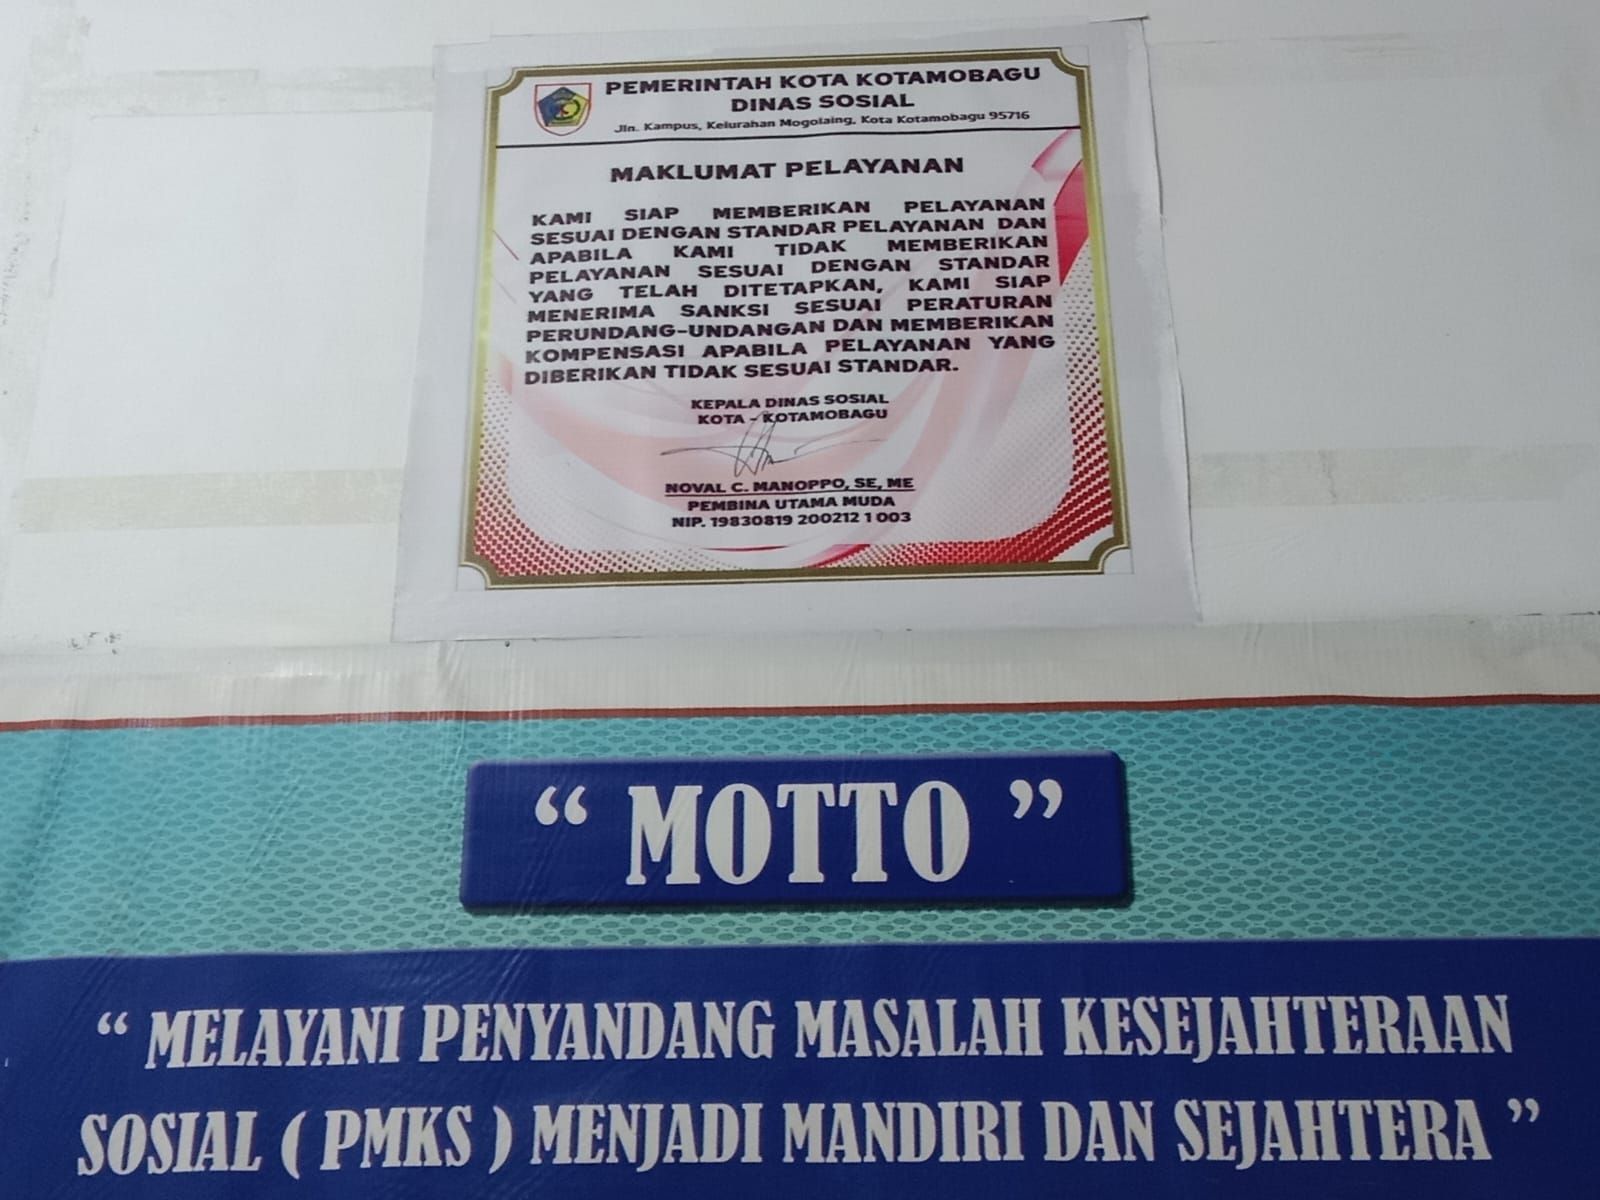 PEMERINTAH KOTA KOTAMOBAGU
DINAS SOSIAL
Jln. Kampus, Kelurahan Mogolaing, Kota Kotamobagu 95716
MAKLUMAT PELAYANAN
KAMI SIAP MEMBERIKAN PELAYANAN
SESUAI DENGAN STANDAR PELAYANAN DAN
APABILA KAMI TIDAK MEMBERIKAN
PELAYANAN SESUAI DENGAN STANDAR
YANG TELAH DITETAPKAN, KAMI SIAP
MENERIMA SANKSI SESUAI PERATURAN
PERUNDANG-UNDANGAN DAN MEMBERIKAN
KOMPENSASI APABILA PELAYANAN YANG
DIBERIKAN TIDAK SESUAI STANDAR.
KEPALA DINAS SOSIAL
KOTA - KOTAMOBAGU
NOVAL C. MANOPPO, SE, ME
PEMBINA UTAMA MUDA
NIP. 19830819 200212 1 003
“ MOTTO ”
“ MELAYANI PENYANDANG MASALAH KESEJAHTERAAN
SOSIAL ( PMKS ) MENJADI MANDIRI DAN SEJAHTERA ”